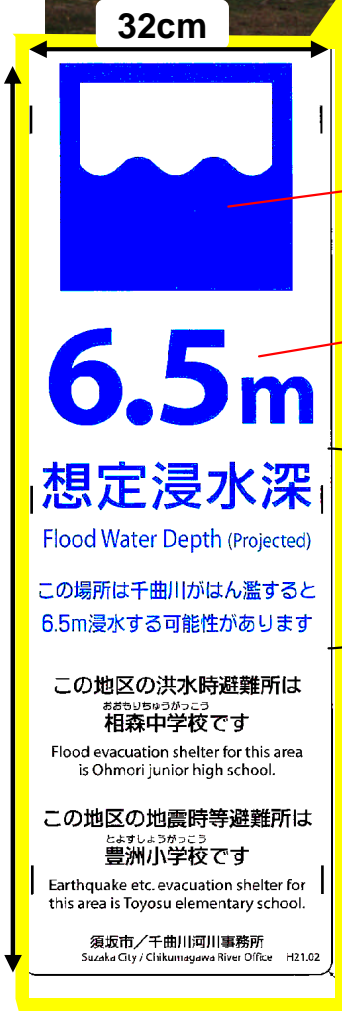 32cm
6.5m
想定浸水深
Flood Water Depth (Projected)
この場所は千曲川がはん濫すると
6.5m浸水する可能性があります
この地区の洪水時避難所は
おおもりちゅうがっこう
相森中学校です
Flood evacuation shelter for this area
is Ohmori junior high school.
この地区の地震時等避難所は
とよすしょうがっこう
豊洲小学校です
Earthquake etc. evacuation shelter for
this area is Toyosu elementary school.
須坂市／千曲川河川事務所
Suzaka City / Chikumagawa River Office H21.02